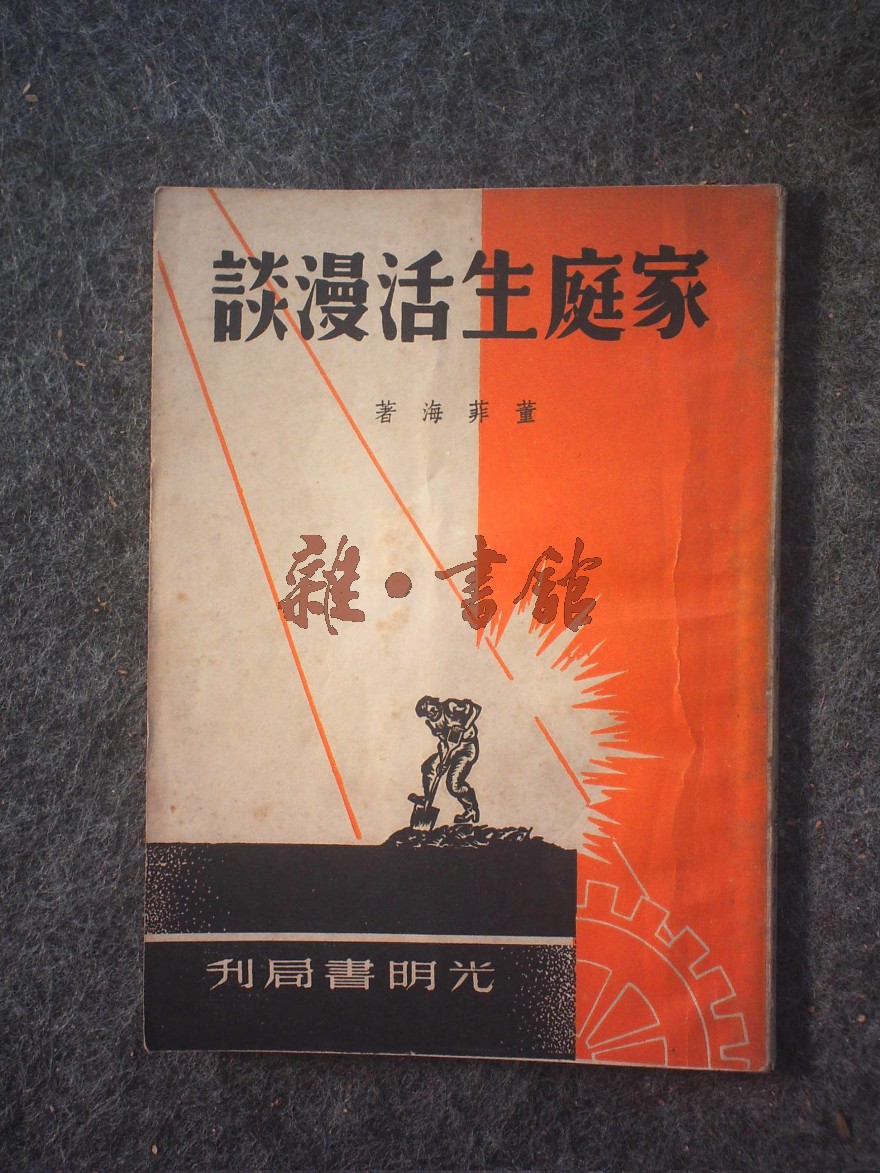 家庭生活漫談
董菲海著
雜·書館
光明書局刊